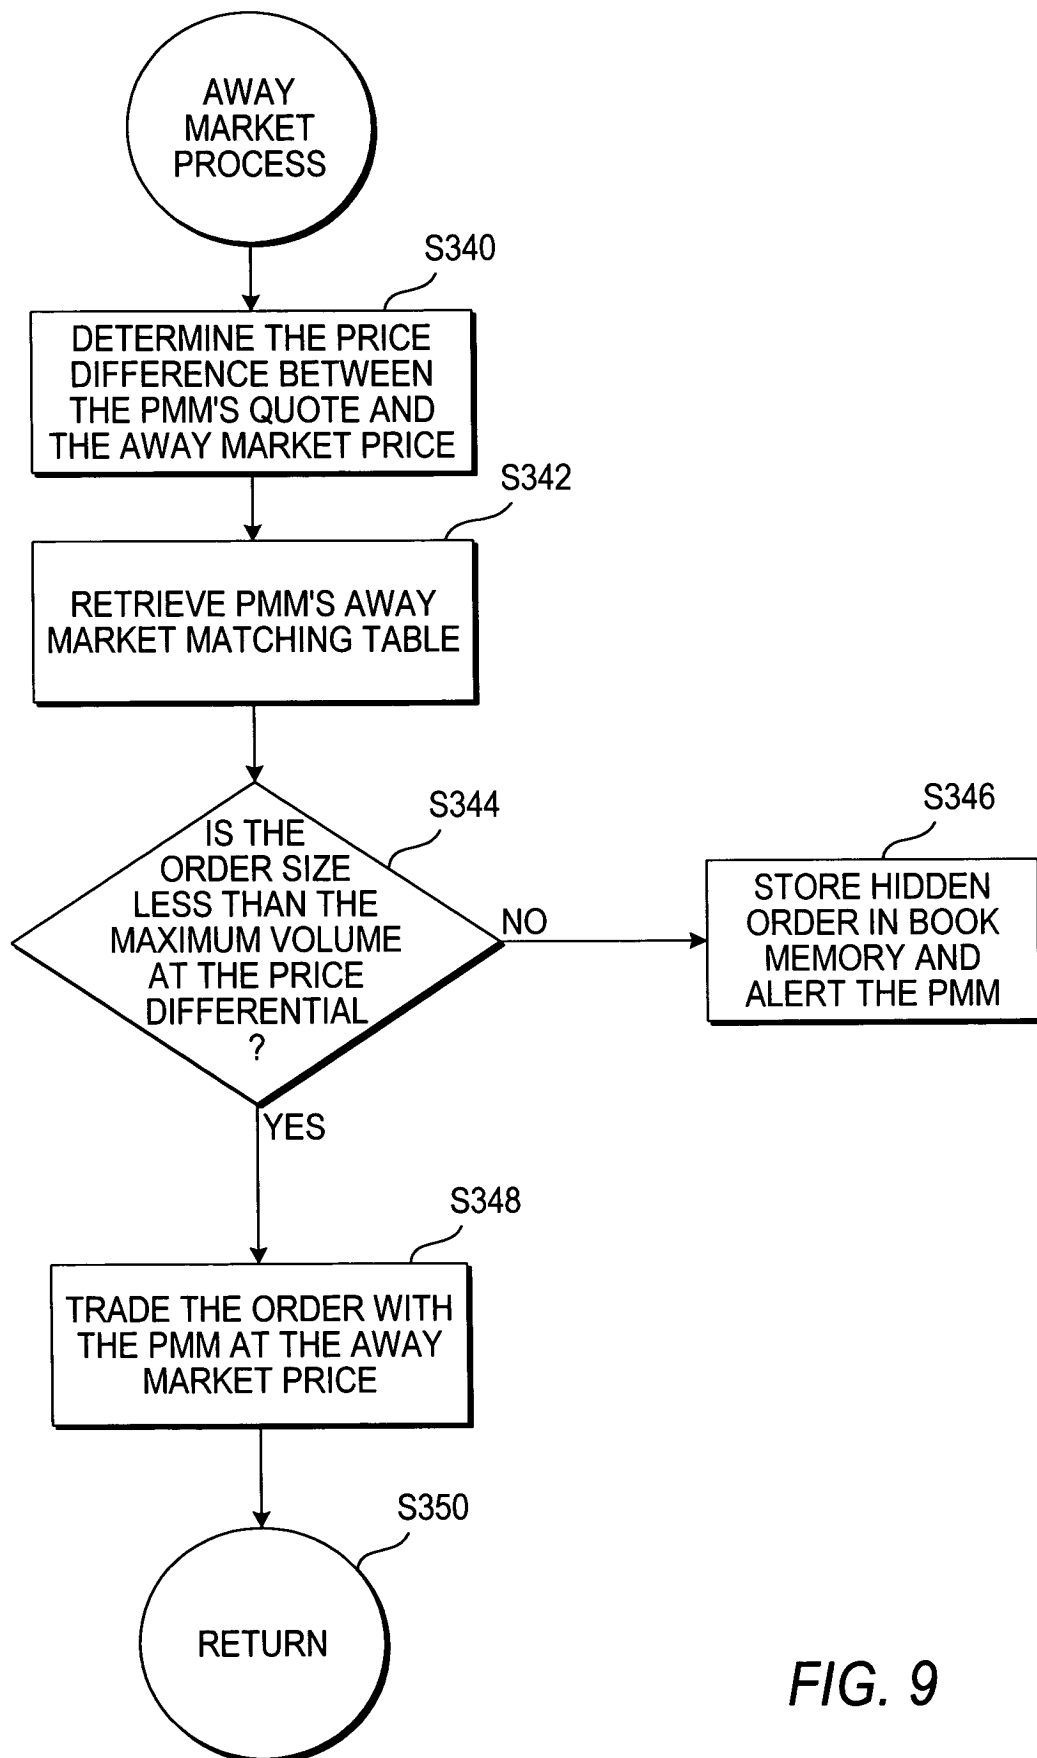 AWAY
MARKET
PROCESS
S340
DETERMINE THE PRICE
DIFFERENCE BETWEEN
THE PMM'S QUOTE AND
THE AWAY MARKET PRICE
S342
RETRIEVE PMM'S AWAY
MARKET MATCHING TABLE
S344
IS THE
ORDER SIZE
LESS THAN THE
MAXIMUM VOLUME
AT THE PRICE
DIFFERENTIAL
?
NO
S346
STORE HIDDEN
ORDER IN BOOK
MEMORY AND
ALERT THE PMM
YES
S348
TRADE THE ORDER WITH
THE PMM AT THE AWAY
MARKET PRICE
S350
RETURN
FIG. 9